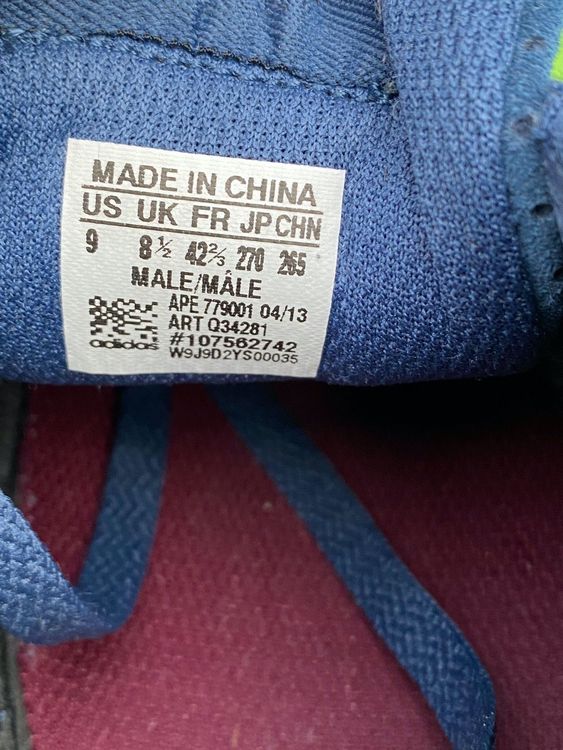 MADE IN CHINA
US UK FR JP CHN
9 8½ 42⅔ 270 265
MALE/MÂLE
APE 779001 04/13
ART Q34281
#107562742
adidas
W9J9D2YS00035